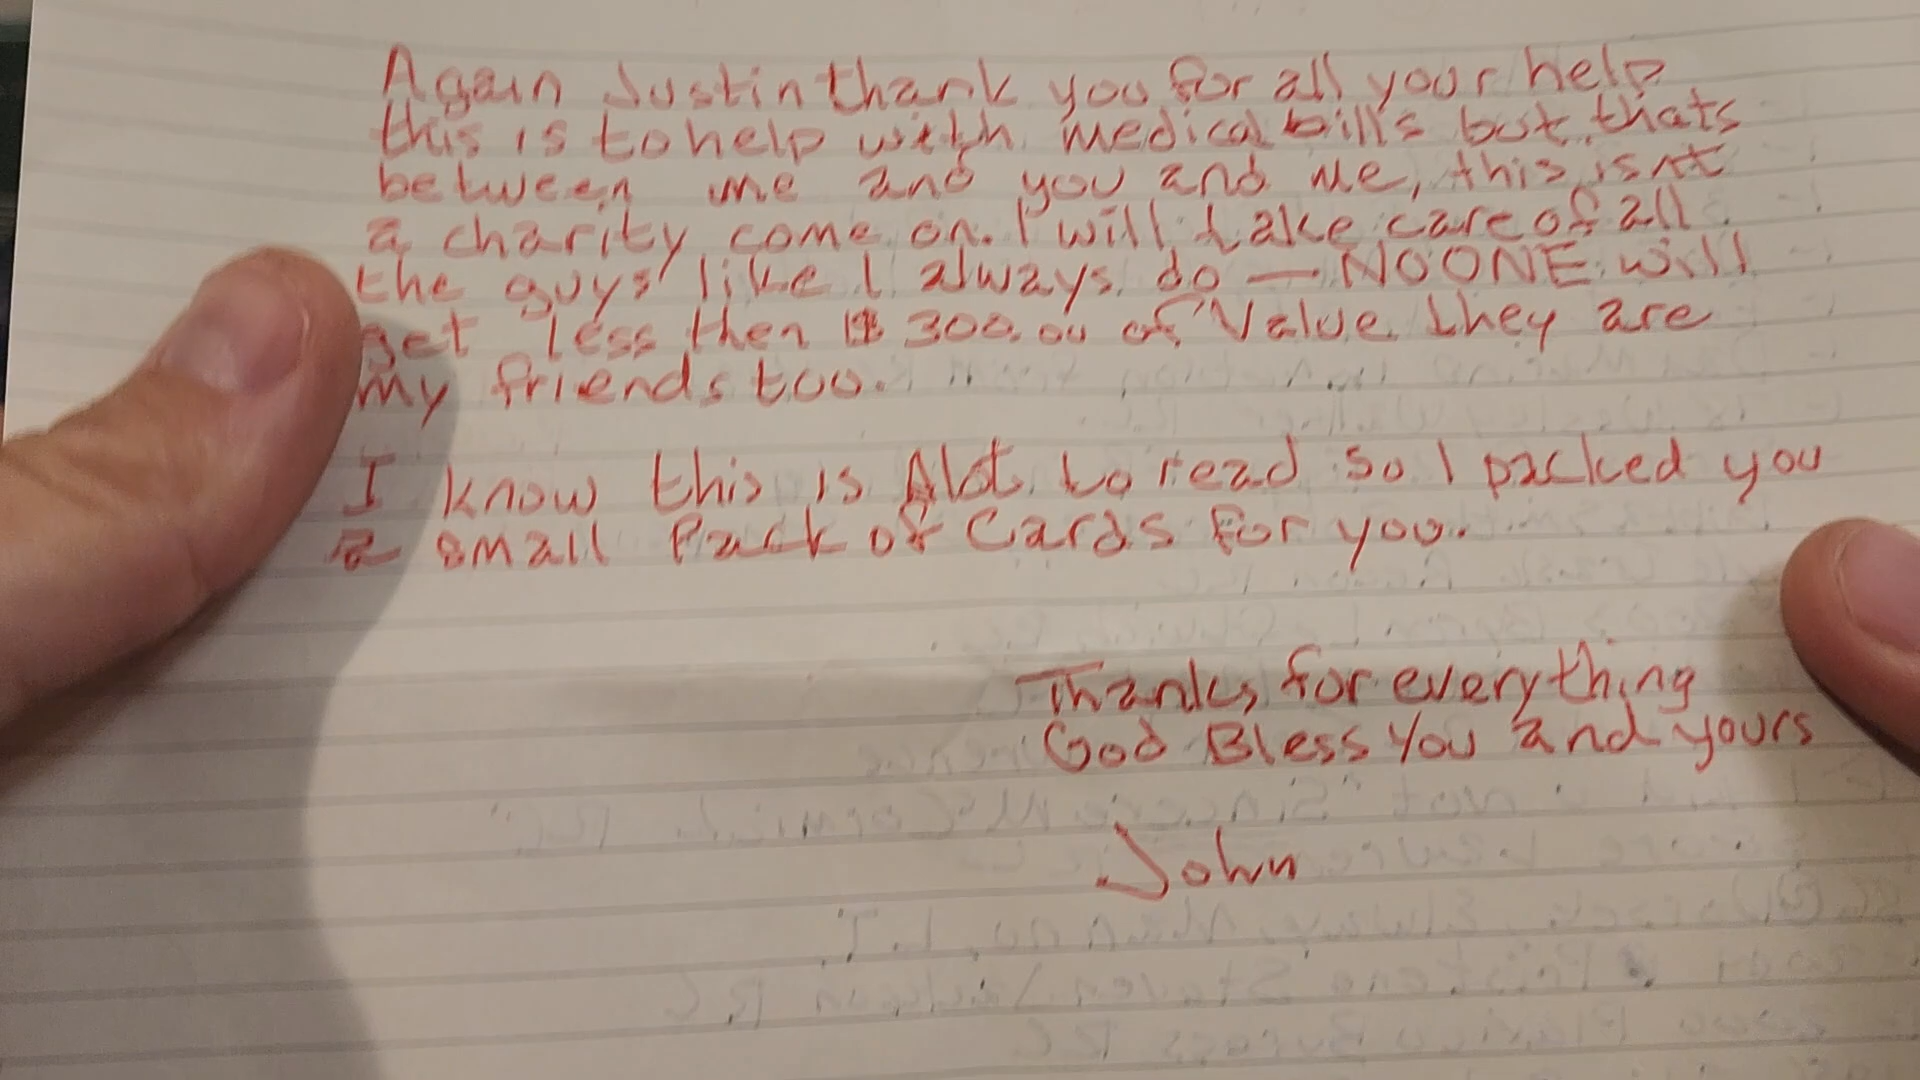 Again Justin thank you for all your help
this is to help with medical bills but thats
between me and you and me, this isnt
a charity come on. I will take care of all
the guys like I always do — NO ONE will
get less then $300.00 of Value they are
my friends too.
I know this is Alot to read so I packed you
a small Pack of Cards for you.
Thanks for everything
God Bless You and yours
John